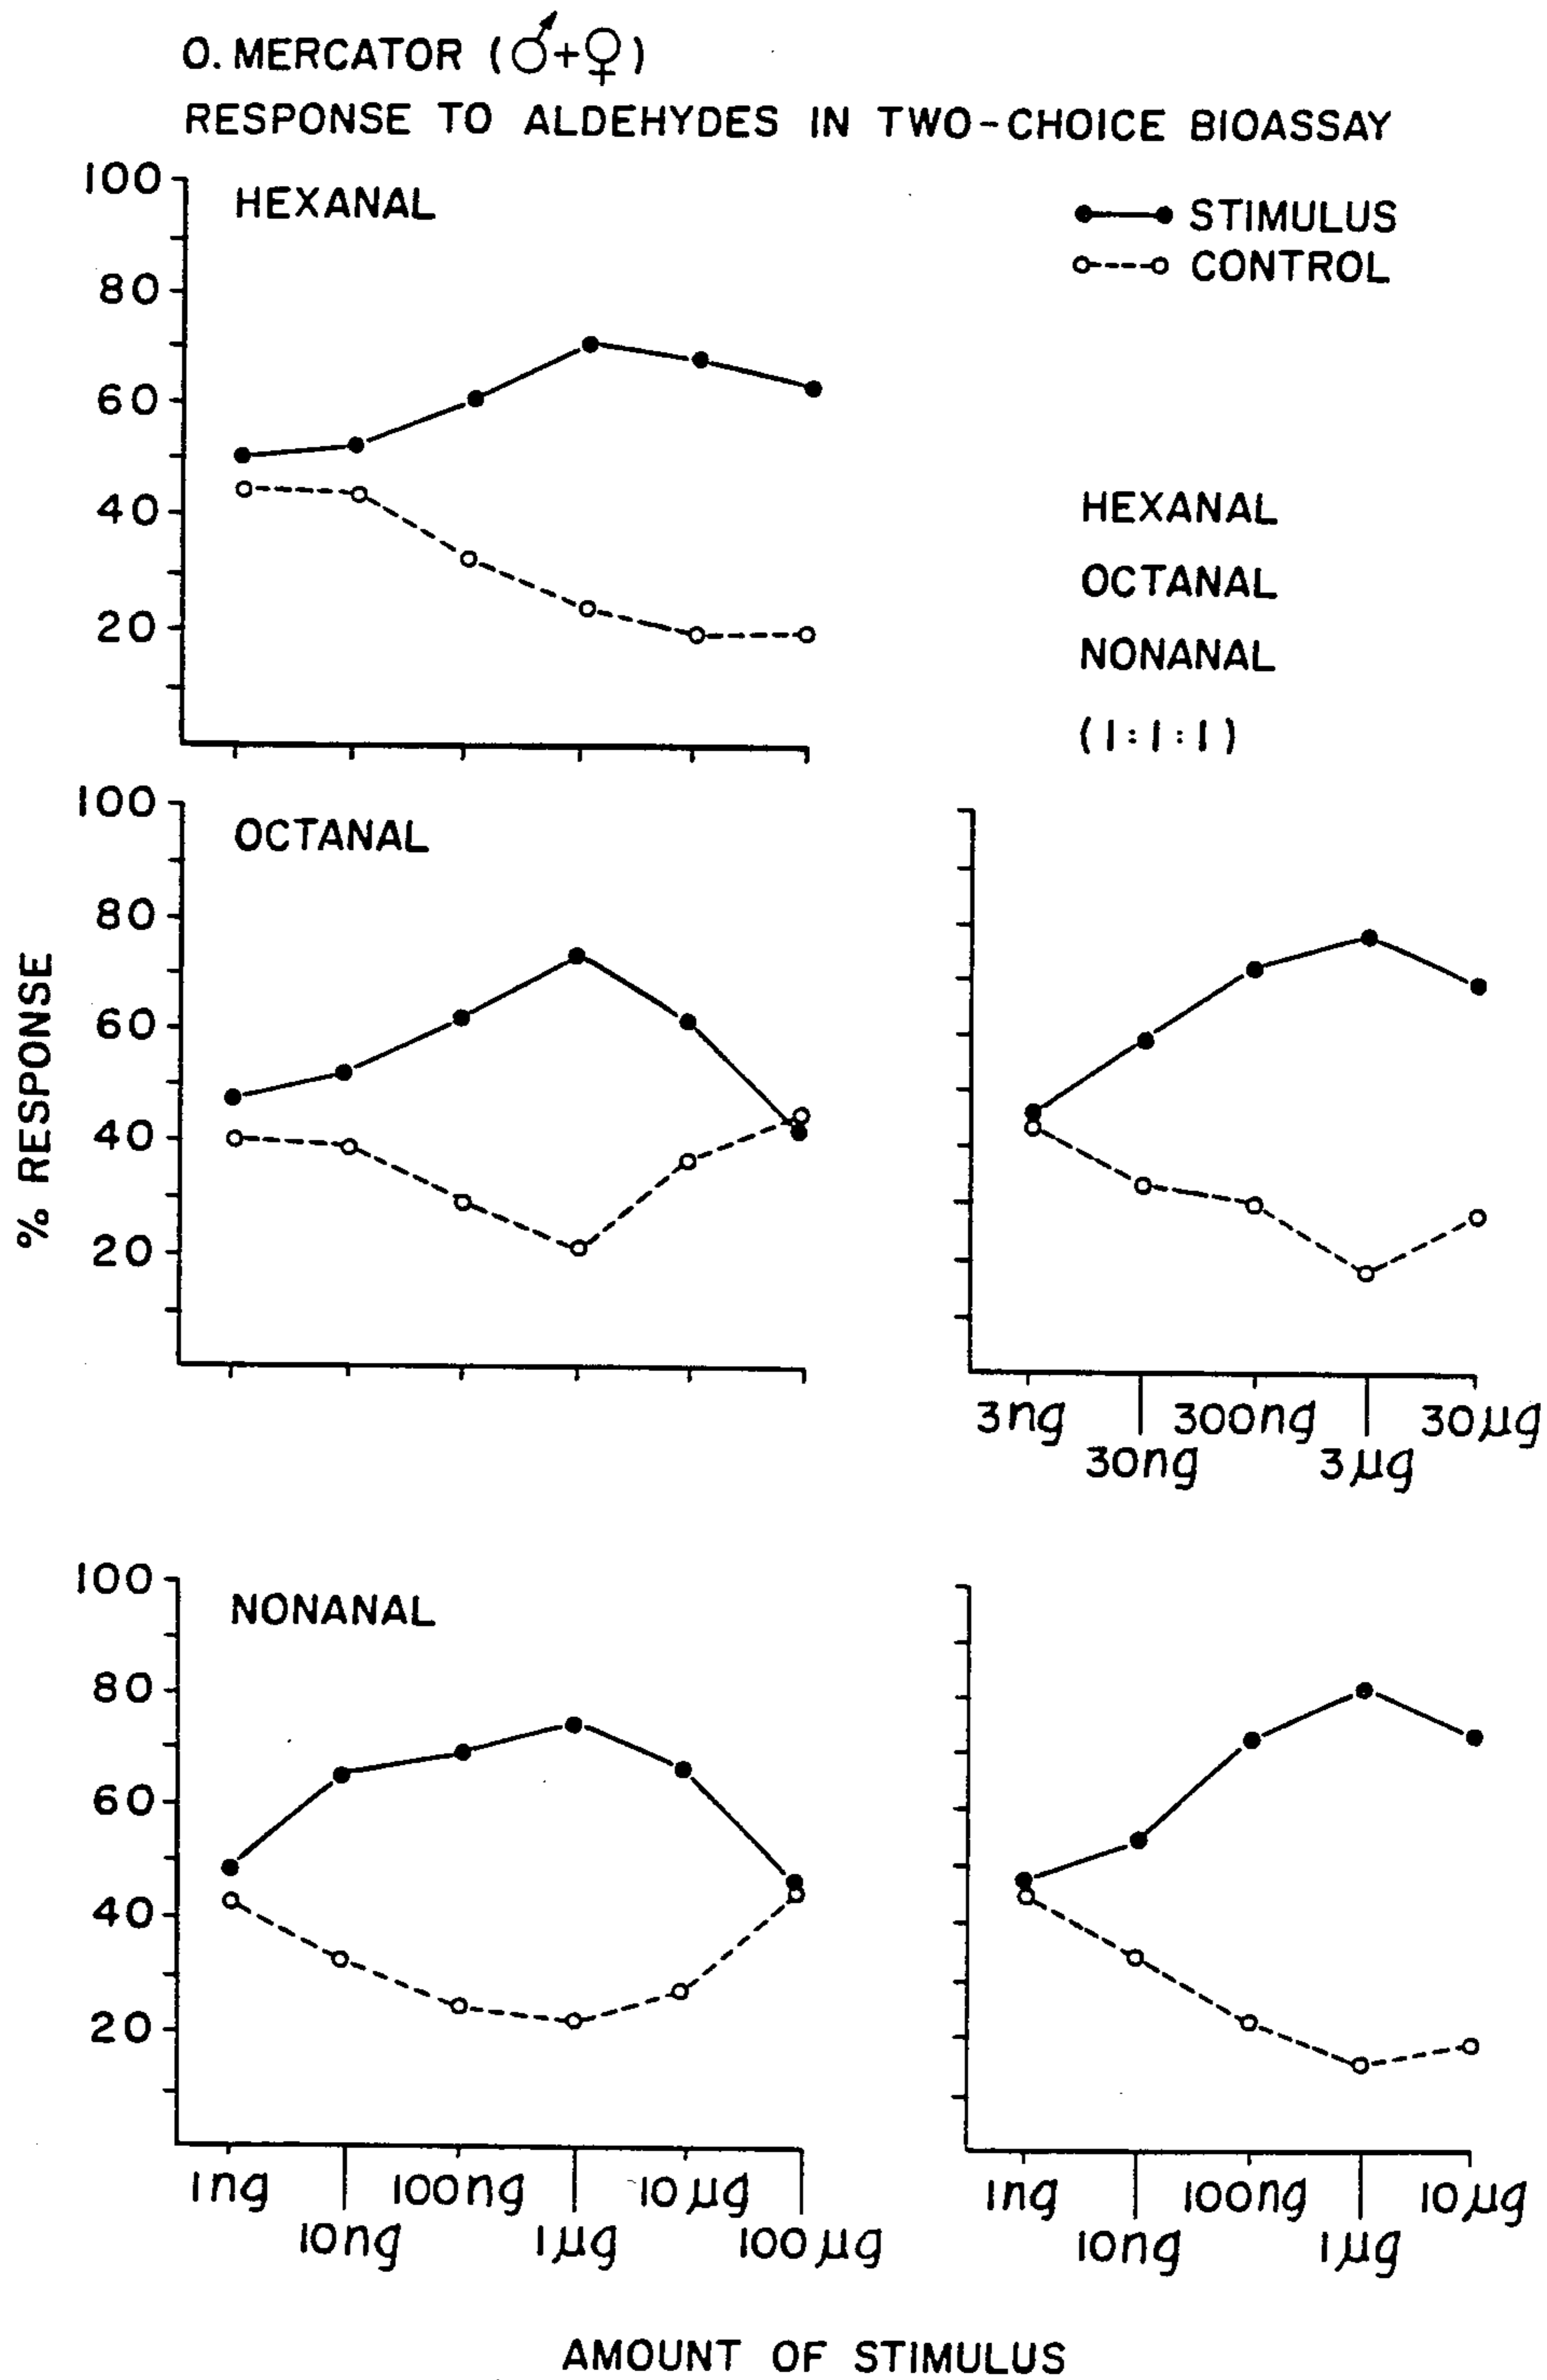 O. MERCATOR (♂+♀)
RESPONSE TO ALDEHYDES IN TWO-CHOICE BIOASSAY
100
80
60
40
20
HEXANAL
STIMULUS
CONTROL
HEXANAL
OCTANAL
NONANAL
(1:1:1)
% RESPONSE
100
80
60
40
20
OCTANAL
3ng 300ng 30µg
30ng 3µg
100
80
60
40
20
NONANAL
1ng 100ng 10µg
10ng 1µg 100µg
1ng 100ng 10µg
10ng 1µg
AMOUNT OF STIMULUS